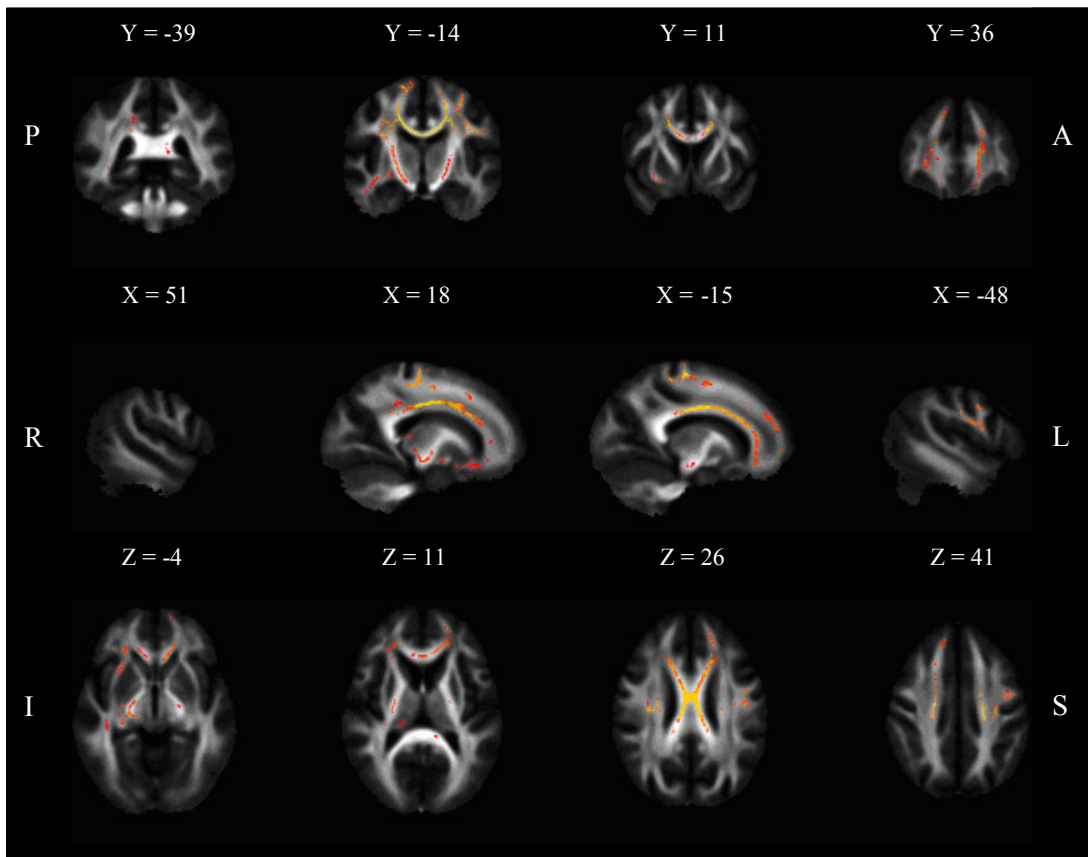 Y = -39 Y = -14 Y = 11 Y = 36
P A
X = 51 X = 18 X = -15 X = -48
R L
Z = -4 Z = 11 Z = 26 Z = 41
I S